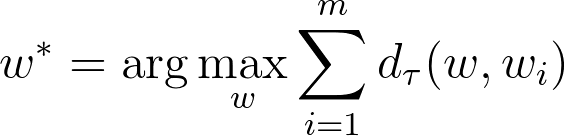 w^* = \arg\max_{w} \sum_{i=1}^{m} d_{\tau}(w, w_i)